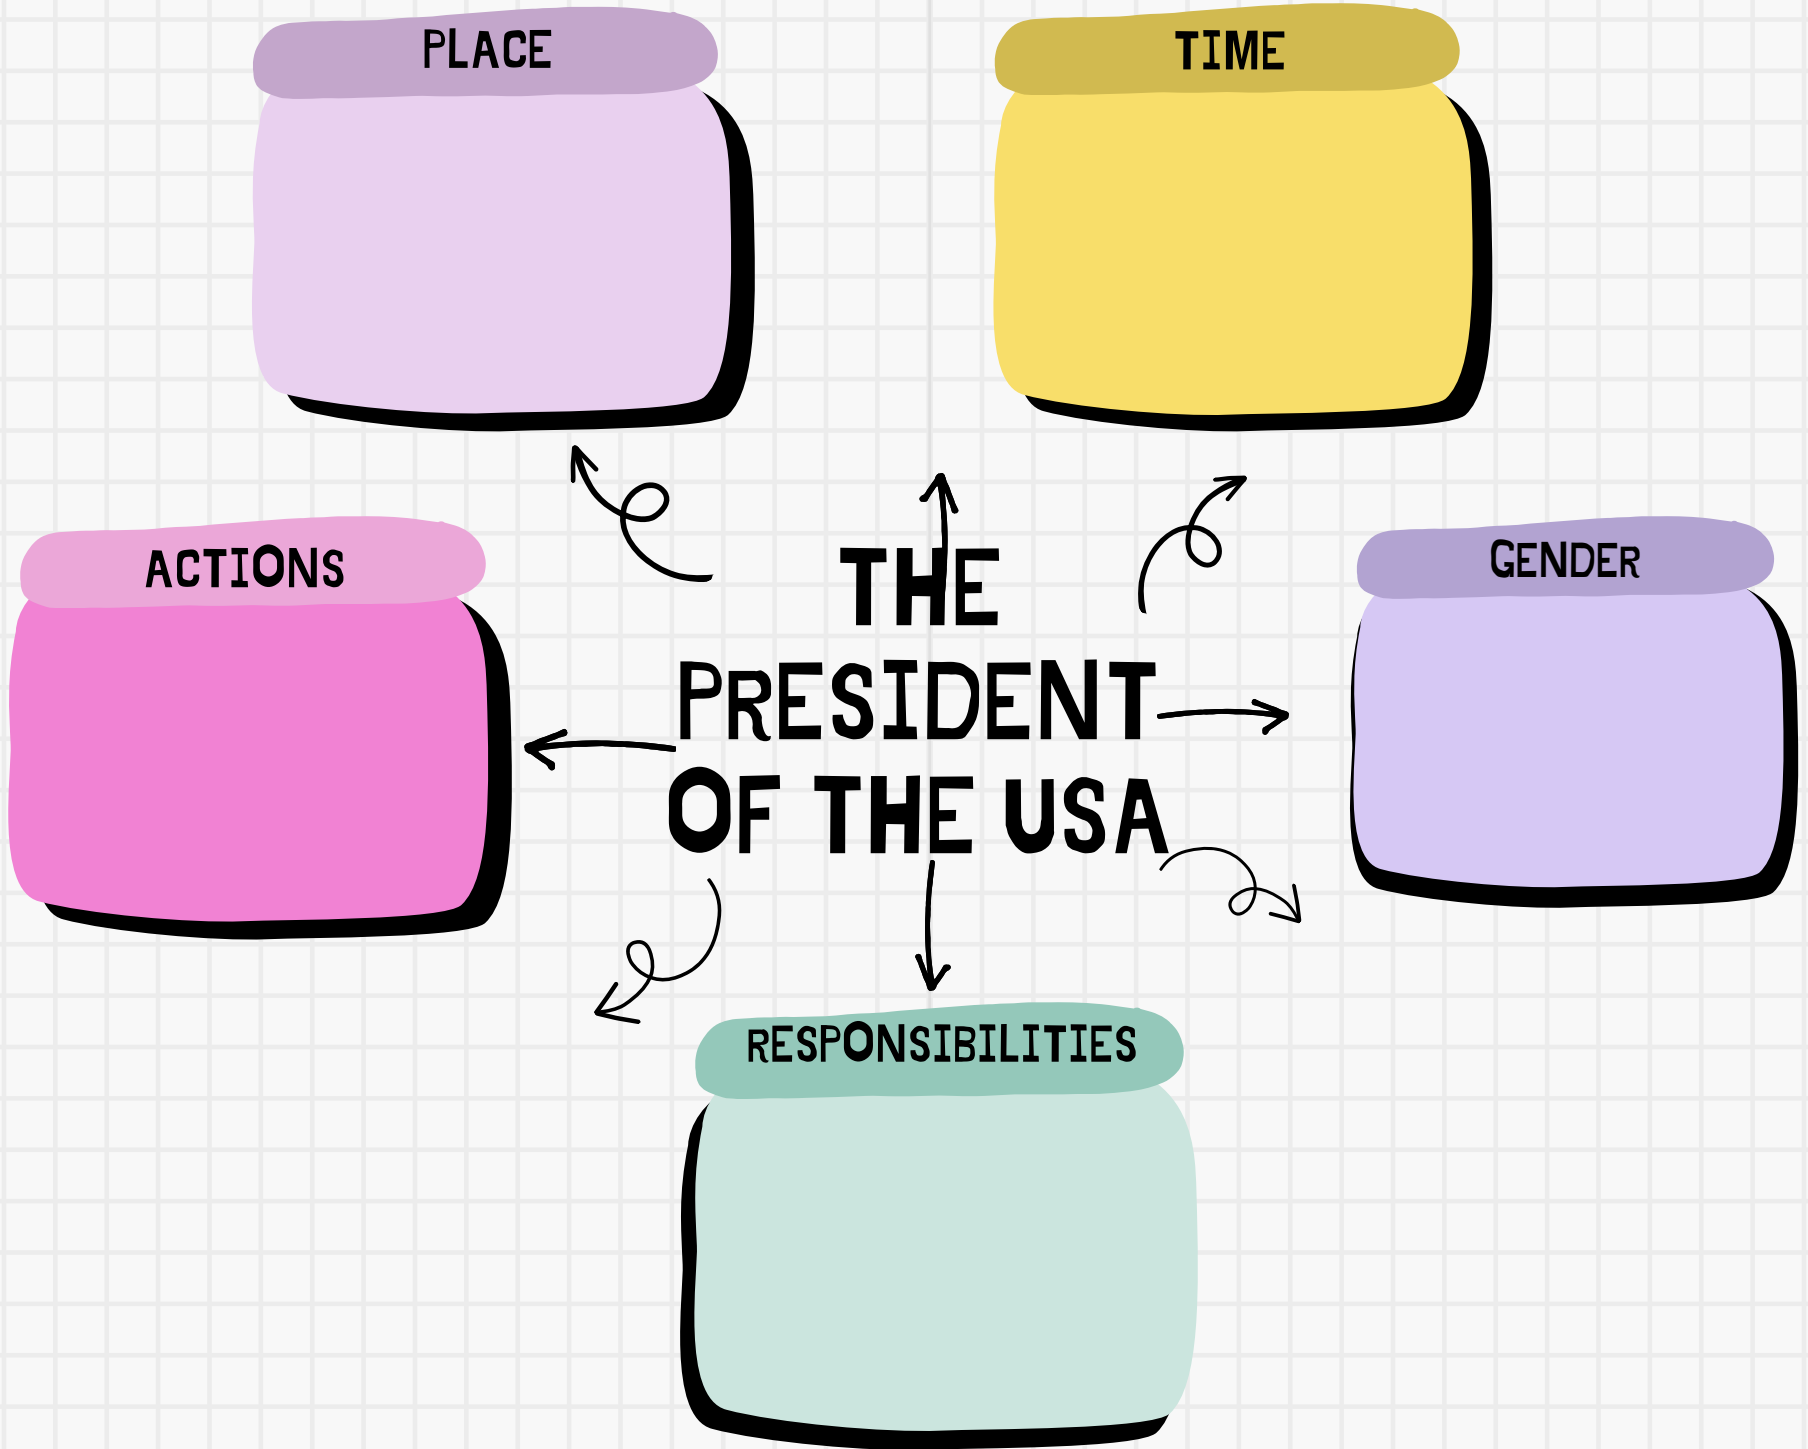 PLACE
TIME
ACTIONS
GENDER
THE
PRESIDENT
OF THE USA
RESPONSIBILITIES